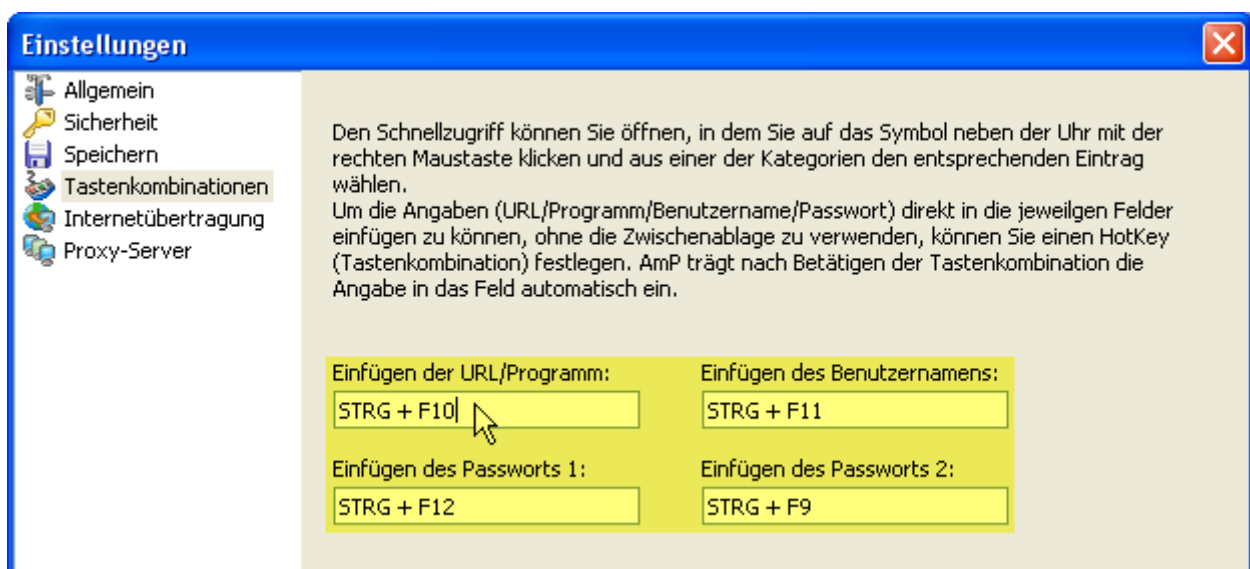 Einstellungen
Allgemein
Sicherheit
Speichern
Tastenkombinationen
Internetübertragung
Proxy-Server
Den Schnellzugriff können Sie öffnen, in dem Sie auf das Symbol neben der Uhr mit der
rechten Maustaste klicken und aus einer der Kategorien den entsprechenden Eintrag
wählen.
Um die Angaben (URL/Programm/Benutzername/Passwort) direkt in die jeweilgen Felder
einfügen zu können, ohne die Zwischenablage zu verwenden, können Sie einen HotKey
(Tastenkombination) festlegen. AmP trägt nach Betätigen der Tastenkombination die
Angabe in das Feld automatisch ein.
Einfügen der URL/Programm: Einfügen des Benutzernamens:
STRG + F10 STRG + F11
Einfügen des Passworts 1: Einfügen des Passworts 2:
STRG + F12 STRG + F9